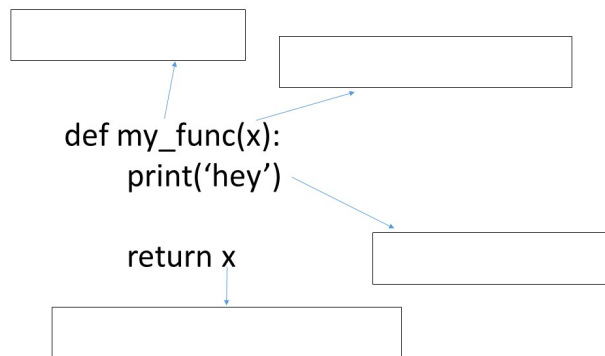 def my_func(x):
print(‘hey’)
return x